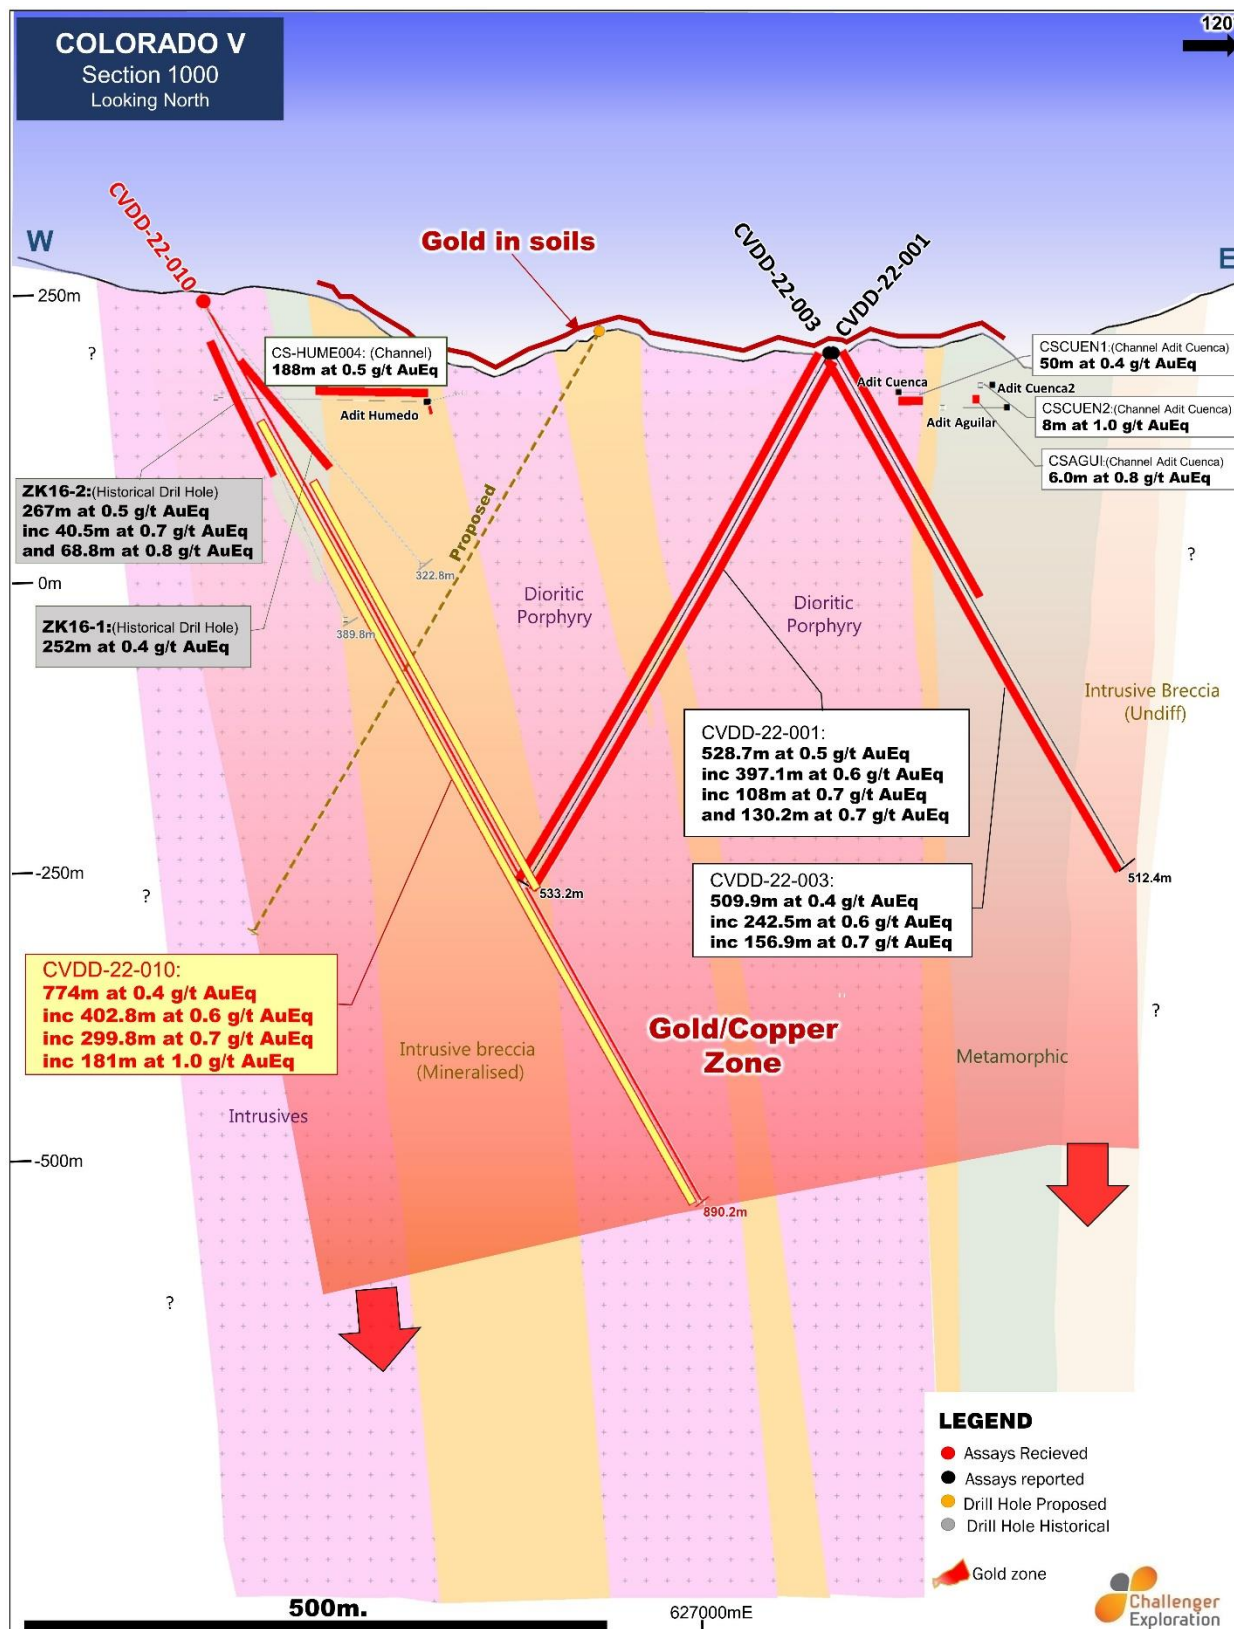 COLORADO V
Section 1000
Looking North
120°
W
E
CVDD-22-010
Gold in soils
CVDD-22-003
CVDD-22-001
250m
0m
-250m
-500m
?
?
?
?
?
CS-HUME004: (Channel)
188m at 0.5 g/t AuEq
Adit Humedo
Adit Cuenca
Adit Cuenca2
Adit Aguilar
CSCUEN1:(Channel Adit Cuenca)
50m at 0.4 g/t AuEq
CSCUEN2:(Channel Adit Cuenca)
8m at 1.0 g/t AuEq
CSAGUI:(Channel Adit Cuenca)
6.0m at 0.8 g/t AuEq
ZK16-2:(Historical Dril Hole)
267m at 0.5 g/t AuEq
inc 40.5m at 0.7 g/t AuEq
and 68.8m at 0.8 g/t AuEq
ZK16-1:(Historical Drill Hole)
252m at 0.4 g/t AuEq
Proposed
322.8m
389.8m
Dioritic
Porphyry
Dioritic
Porphyry
Intrusive Breccia
(Undiff)
CVDD-22-001:
528.7m at 0.5 g/t AuEq
inc 397.1m at 0.6 g/t AuEq
inc 108m at 0.7 g/t AuEq
and 130.2m at 0.7 g/t AuEq
CVDD-22-003:
509.9m at 0.4 g/t AuEq
inc 242.5m at 0.6 g/t AuEq
inc 156.9m at 0.7 g/t AuEq
533.2m
512.4m
CVDD-22-010:
774m at 0.4 g/t AuEq
inc 402.8m at 0.6 g/t AuEq
inc 299.8m at 0.7 g/t AuEq
inc 181m at 1.0 g/t AuEq
Gold/Copper
Zone
Intrusive breccia
(Mineralised)
Metamorphic
Intrusives
890.2m
LEGEND
Assays Recieved
Assays reported
Drill Hole Proposed
Drill Hole Historical
Gold zone
500m.
627000mE
Challenger
Exploration